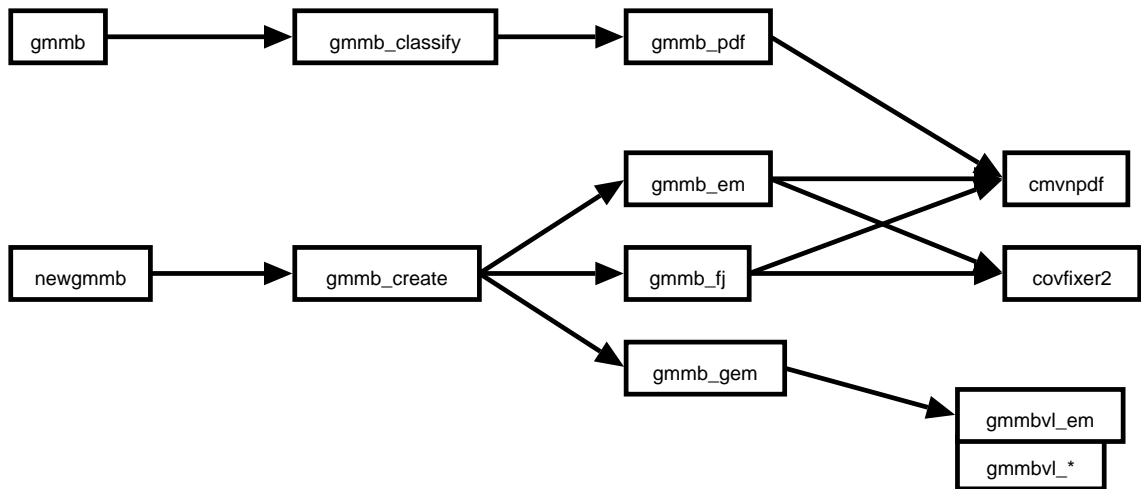 gmmb
gmmb_classify
gmmb_pdf
gmmb_em
cmvnpdf
newgmmb
gmmb_create
gmmb_fj
covfixer2
gmmb_gem
gmmbvl_em
gmmbvl_*